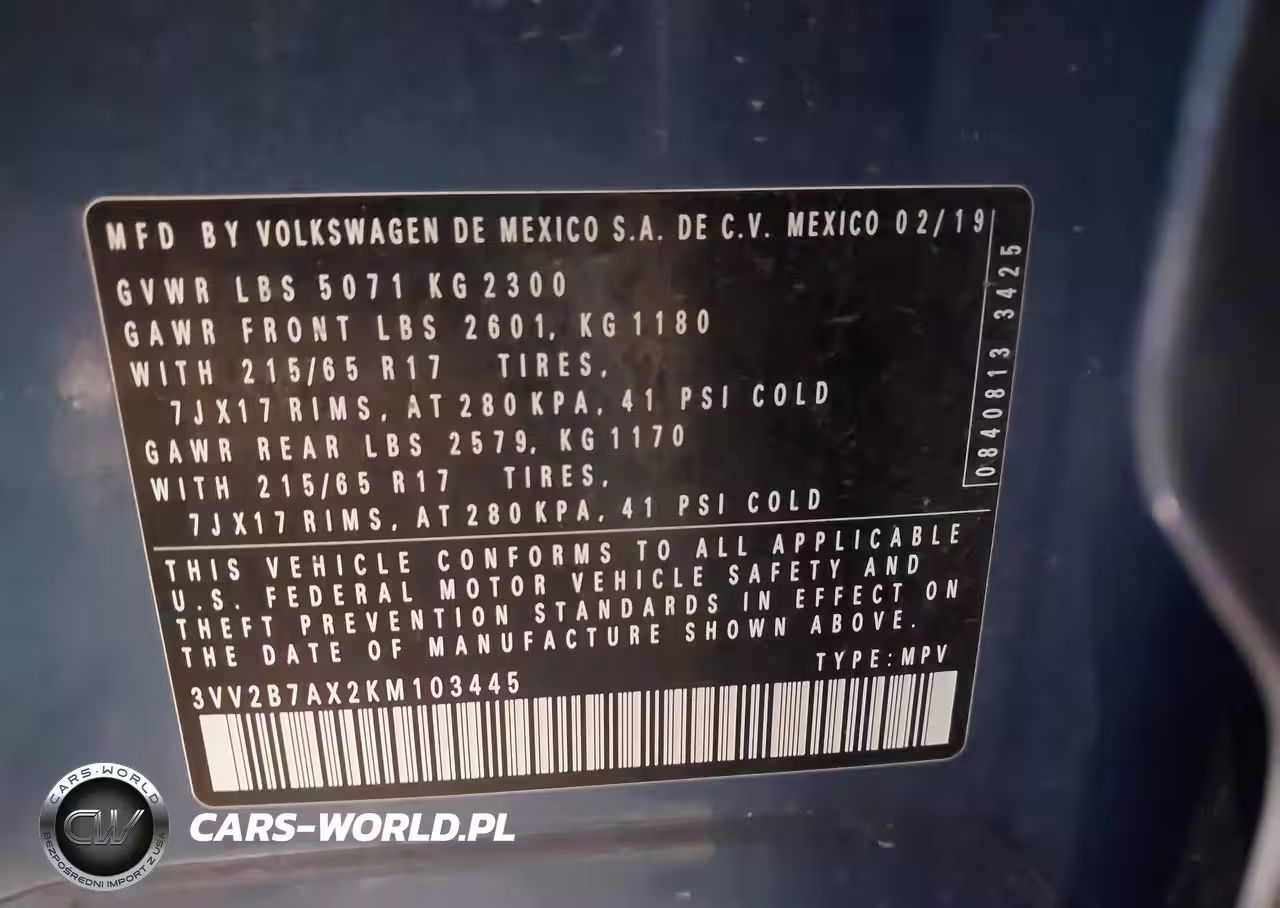 MFD BY VOLKSWAGEN DE MEXICO S.A. DE C.V. MEXICO 02/19
GVWR LBS 5071 KG 2300
GAWR FRONT LBS 2601, KG 1180
WITH 215/65 R17 TIRES,
7JX17 RIMS, AT 280 KPA, 41 PSI COLD
GAWR REAR LBS 2579, KG 1170
WITH 215/65 R17 TIRES,
7JX17 RIMS, AT 280 KPA, 41 PSI COLD
0840813 3425
THIS VEHICLE CONFORMS TO ALL APPLICABLE
U.S. FEDERAL MOTOR VEHICLE SAFETY AND
THEFT PREVENTION STANDARDS IN EFFECT ON
THE DATE OF MANUFACTURE SHOWN ABOVE.
TYPE: MPV
3VV2B7AX2KM103445
CARS-WORLD
CW
BEZPOŚREDNI IMPORT Z USA
CARS-WORLD.PL